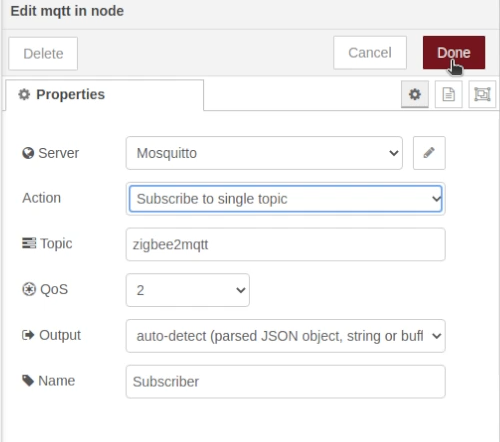 Edit mqtt in node
Delete
Cancel
Done
Properties
Server
Mosquitto
Action
Subscribe to single topic
Topic
zigbee2mqtt
QoS
2
Output
auto-detect (parsed JSON object, string or buff
Name
Subscriber